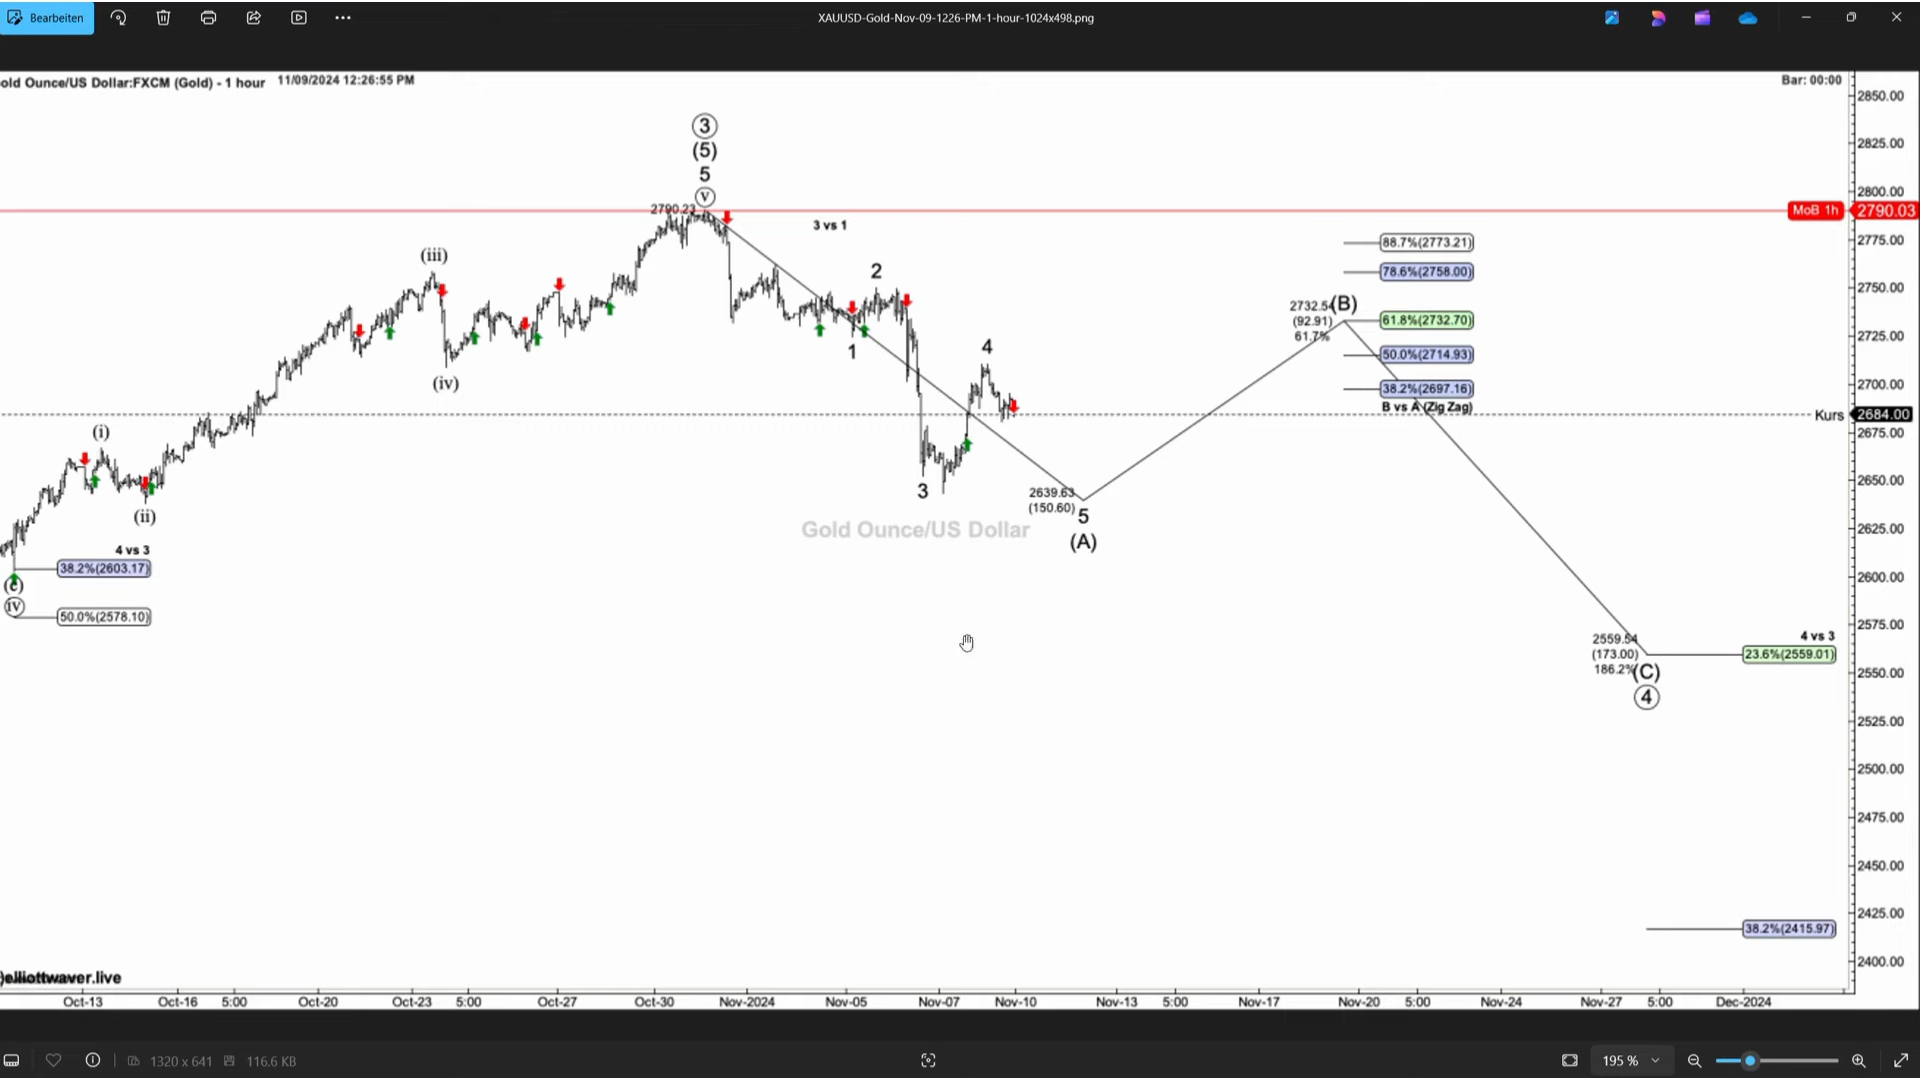 Bearbeiten
XAUUSD-Gold-Nov-09-1226-PM-1-hour-1024x498.png
old Ounce/US Dollar:FXCM (Gold) - 1 hour 11/09/2024 12:26:55 PM
Bar: 00:00
3
(5)
5
v
2790.23
3 vs 1
MoB 1h 2790.03
(iii)
(iv)
(i)
(ii)
4 vs 3
38.2%(2603.17)
(c)
iv
50.0%(2578.10)
1
2
3
4
2639.63
(150.60)
5
(A)
2732.54
(92.91)
61.7%
(B)
88.7%(2773.21)
78.6%(2758.00)
61.8%(2732.70)
50.0%(2714.93)
38.2%(2697.16)
B vs A (Zig Zag)
Kurs 2684.00
Gold Ounce/US Dollar
2559.54
(173.00)
186.2%
(C)
4
4 vs 3
23.6%(2559.01)
38.2%(2415.97)
2850.00
2825.00
2800.00
2775.00
2750.00
2725.00
2700.00
2675.00
2650.00
2625.00
2600.00
2575.00
2550.00
2525.00
2500.00
2475.00
2450.00
2425.00
2400.00
elliottwaver.live
Oct-13 Oct-16 5:00 Oct-20 Oct-23 5:00 Oct-27 Oct-30 Nov-2024 Nov-05 Nov-07 Nov-10 Nov-13 5:00 Nov-17 Nov-20 5:00 Nov-24 Nov-27 5:00 Dec-2024
1320 x 641 116.6 KB
195 %